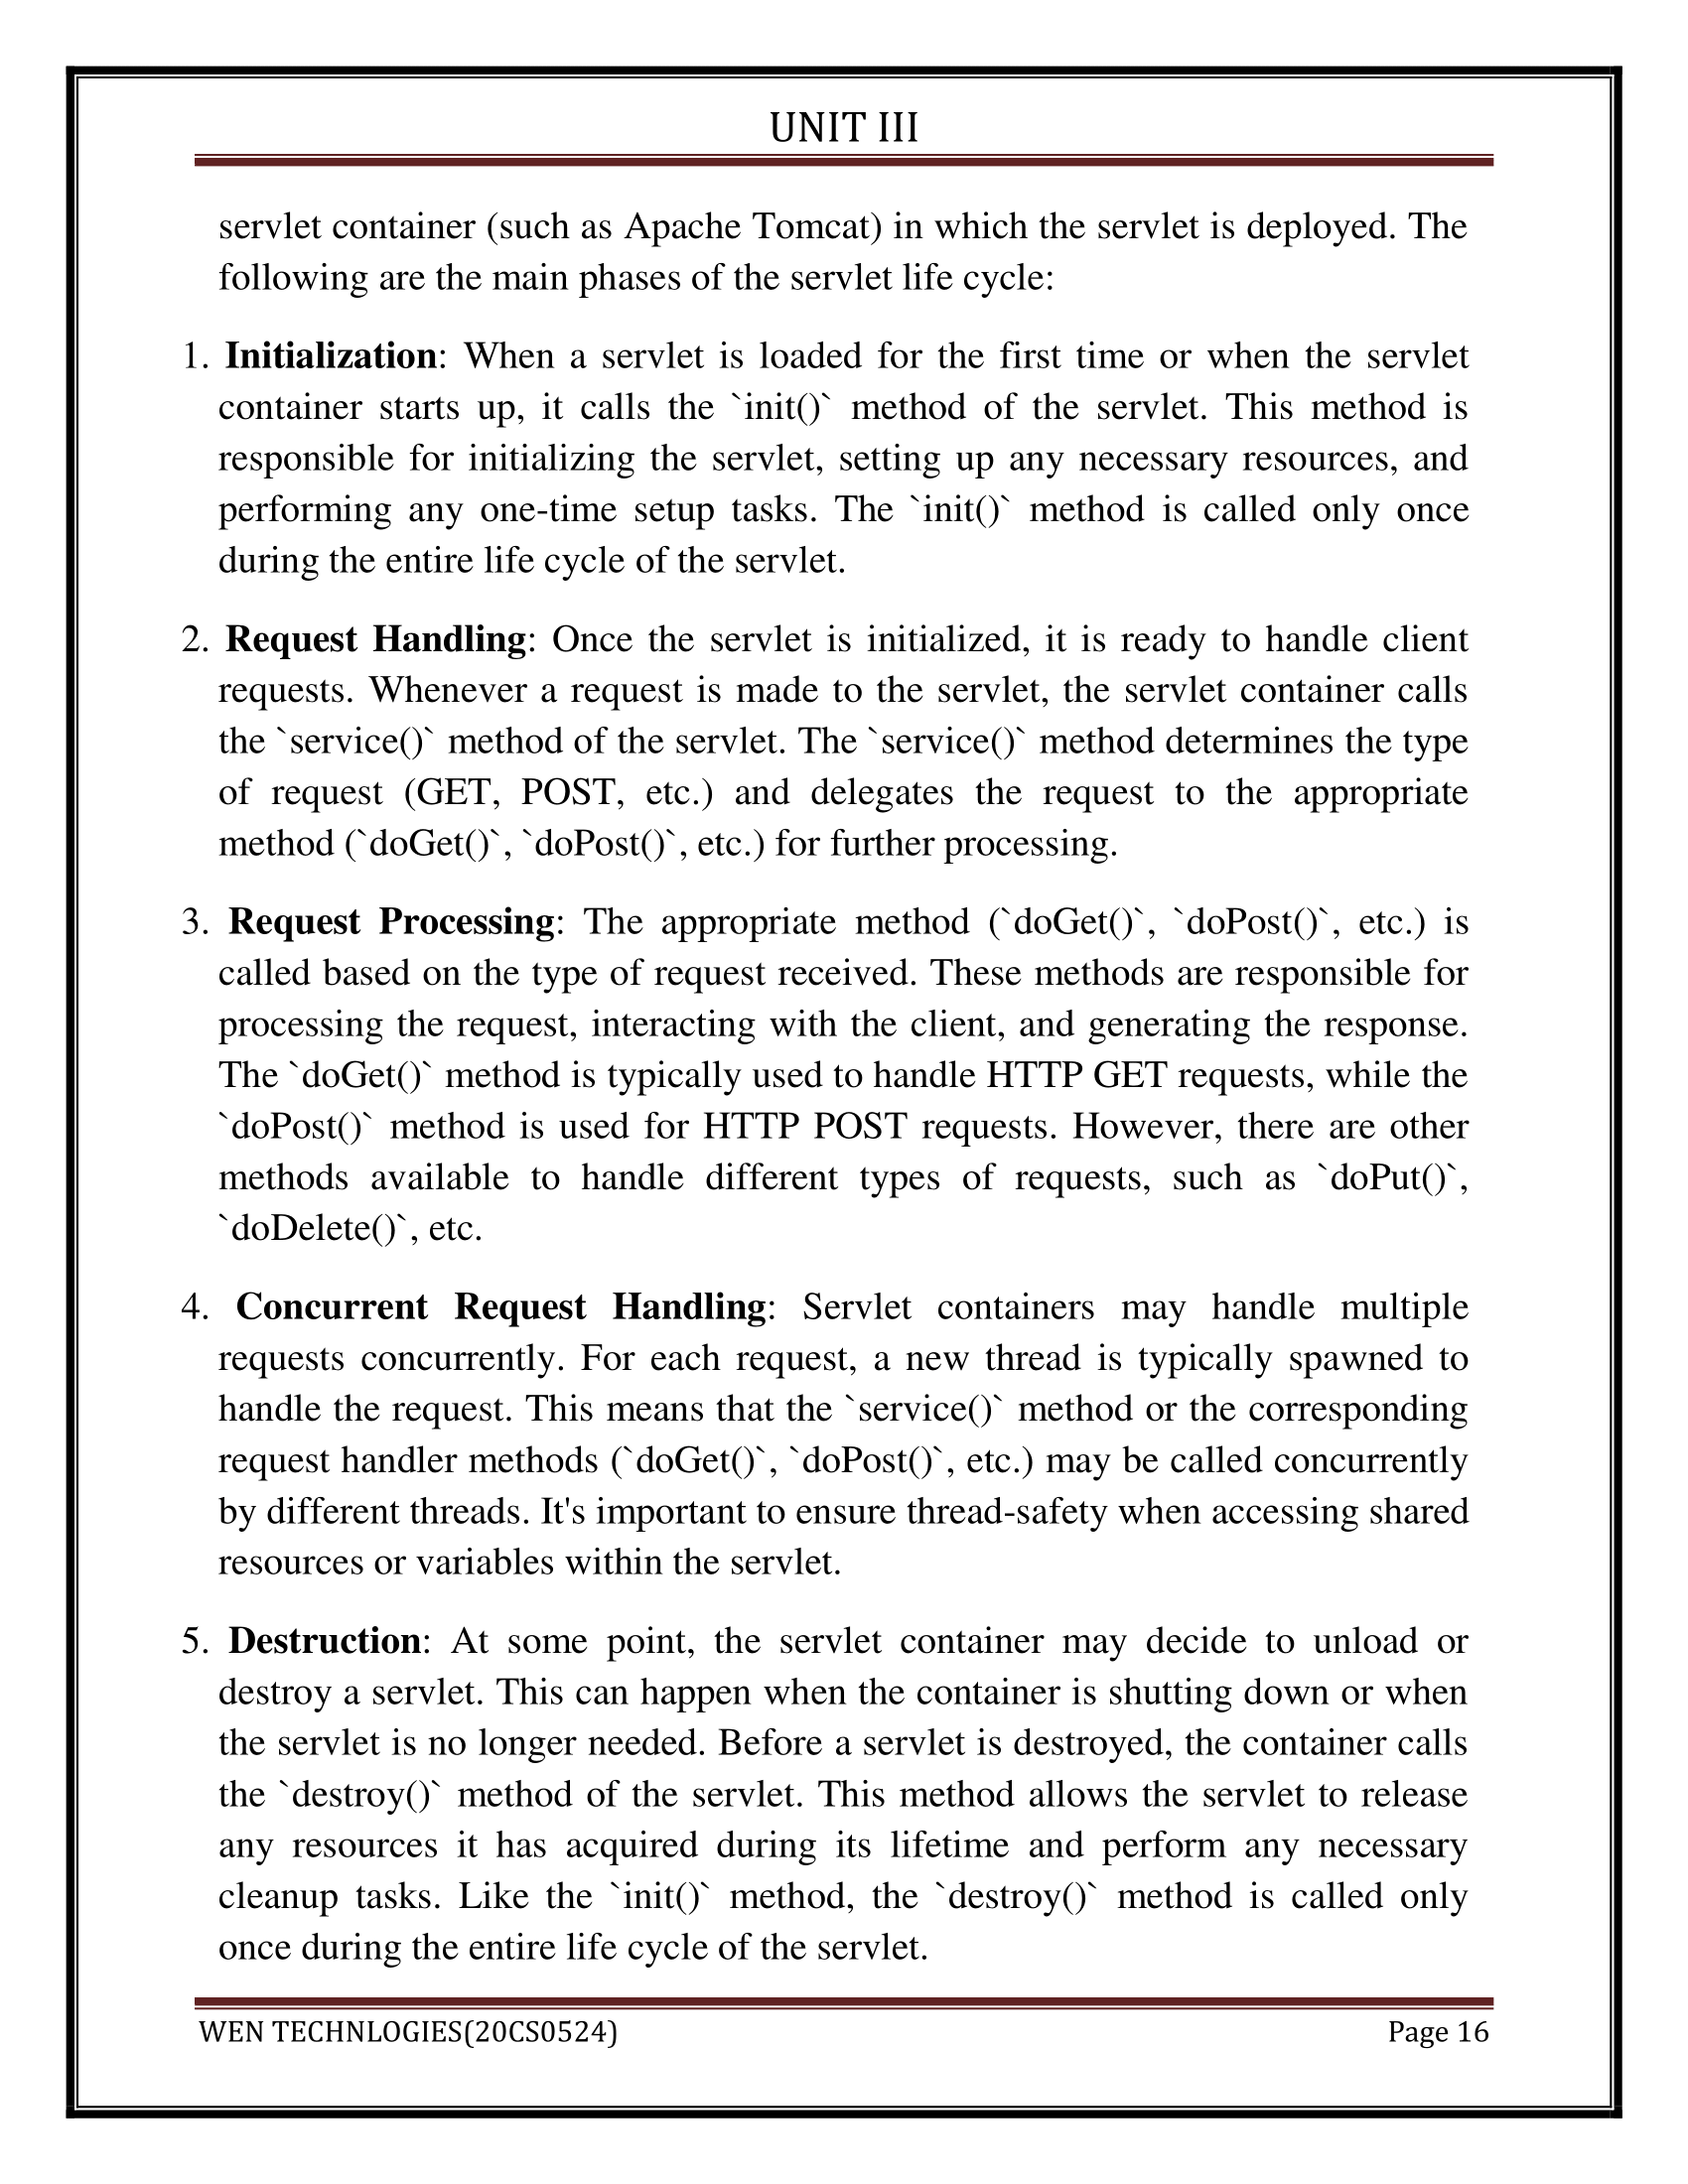 UNIT III
servlet container (such as Apache Tomcat) in which the servlet is deployed. The
following are the main phases of the servlet life cycle:
1. Initialization: When a servlet is loaded for the first time or when the servlet
container starts up, it calls the `init()` method of the servlet. This method is
responsible for initializing the servlet, setting up any necessary resources, and
performing any one-time setup tasks. The `init()` method is called only once
during the entire life cycle of the servlet.
2. Request Handling: Once the servlet is initialized, it is ready to handle client
requests. Whenever a request is made to the servlet, the servlet container calls
the `service()` method of the servlet. The `service()` method determines the type
of request (GET, POST, etc.) and delegates the request to the appropriate
method (`doGet()`, `doPost()`, etc.) for further processing.
3. Request Processing: The appropriate method (`doGet()`, `doPost()`, etc.) is
called based on the type of request received. These methods are responsible for
processing the request, interacting with the client, and generating the response.
The `doGet()` method is typically used to handle HTTP GET requests, while the
`doPost()` method is used for HTTP POST requests. However, there are other
methods available to handle different types of requests, such as `doPut()`,
`doDelete()`, etc.
4. Concurrent Request Handling: Servlet containers may handle multiple
requests concurrently. For each request, a new thread is typically spawned to
handle the request. This means that the `service()` method or the corresponding
request handler methods (`doGet()`, `doPost()`, etc.) may be called concurrently
by different threads. It's important to ensure thread-safety when accessing shared
resources or variables within the servlet.
5. Destruction: At some point, the servlet container may decide to unload or
destroy a servlet. This can happen when the container is shutting down or when
the servlet is no longer needed. Before a servlet is destroyed, the container calls
the `destroy()` method of the servlet. This method allows the servlet to release
any resources it has acquired during its lifetime and perform any necessary
cleanup tasks. Like the `init()` method, the `destroy()` method is called only
once during the entire life cycle of the servlet.
WEN TECHNLOGIES(20CS0524) Page 16